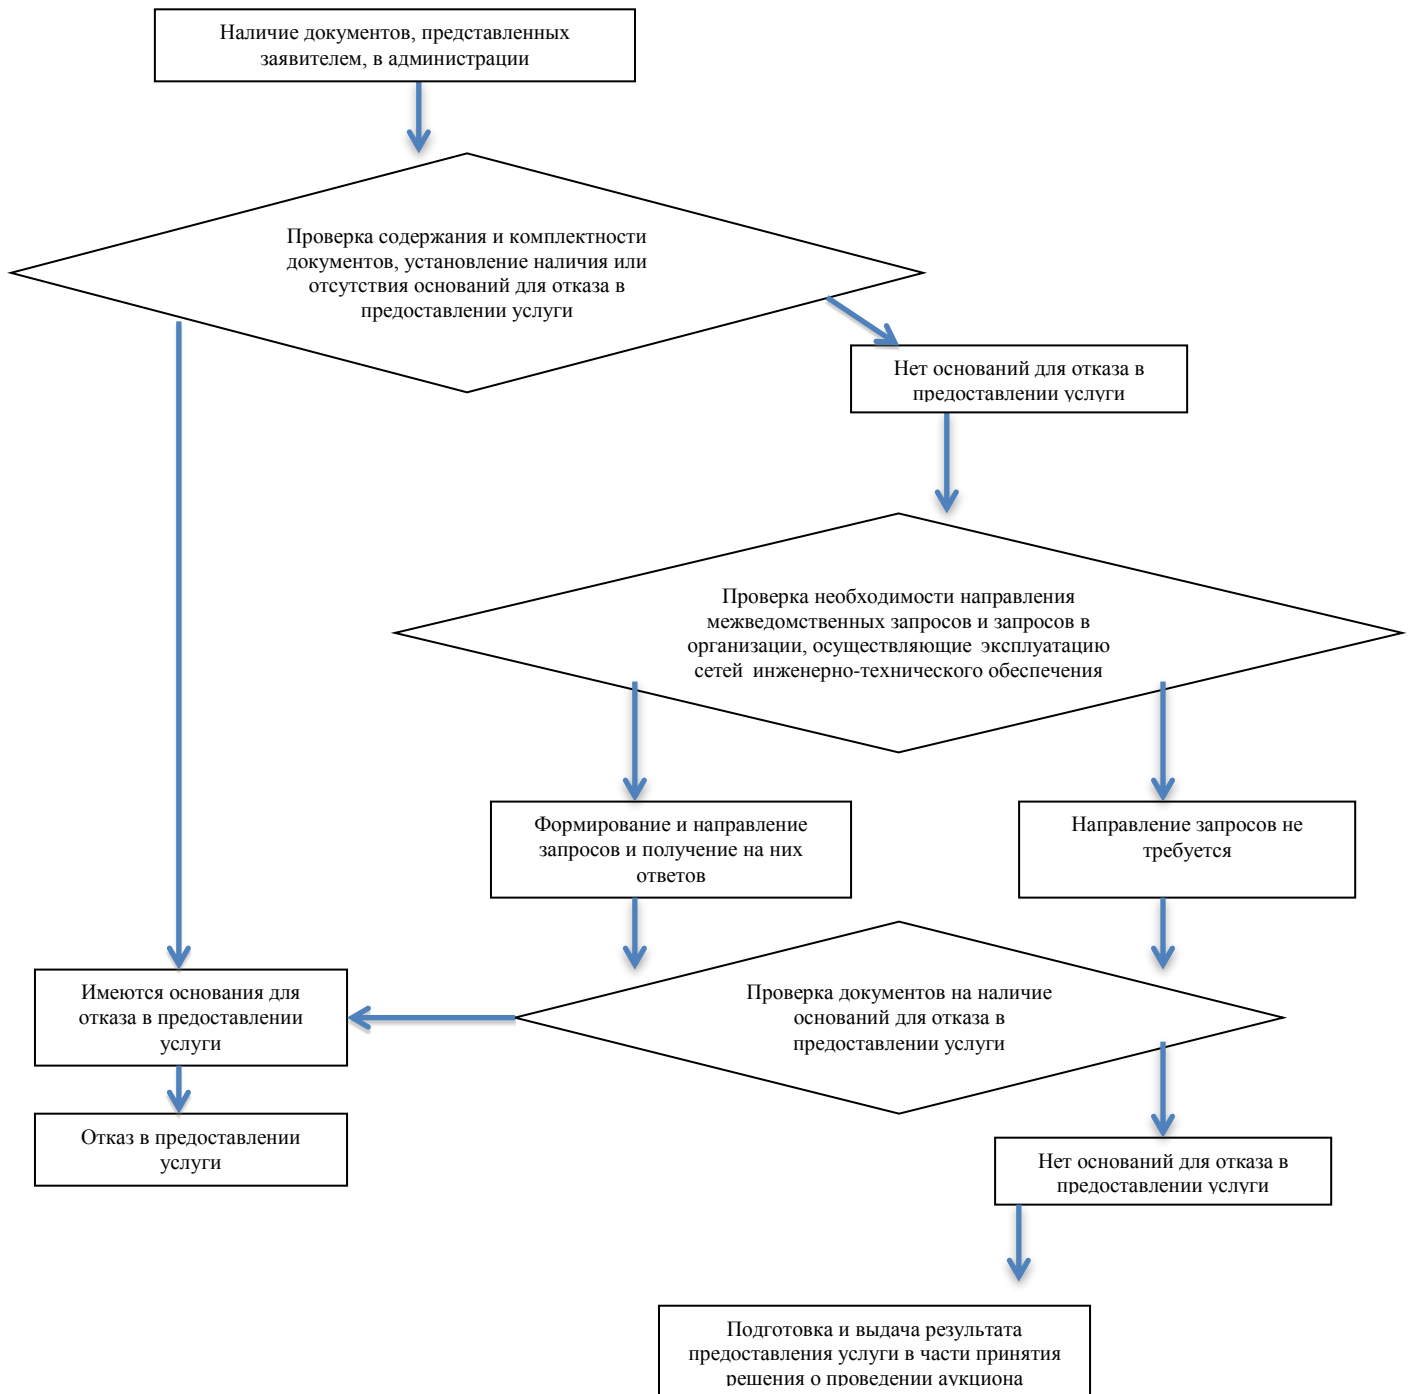 Наличие документов, представленных
заявителем, в администрации
Проверка содержания и комплектности
документов, установление наличия или
отсутствия оснований для отказа в
предоставлении услуги
Нет оснований для отказа в
предоставлении услуги
Проверка необходимости направления
межведомственных запросов и запросов в
организации, осуществляющие эксплуатацию
сетей инженерно-технического обеспечения
Формирование и направление
запросов и получение на них
ответов
Направление запросов не
требуется
Имеются основания для
отказа в предоставлении
услуги
Проверка документов на наличие
оснований для отказа в
предоставлении услуги
Отказ в предоставлении
услуги
Нет оснований для отказа в
предоставлении услуги
Подготовка и выдача результата
предоставления услуги в части принятия
решения о проведении аукциона